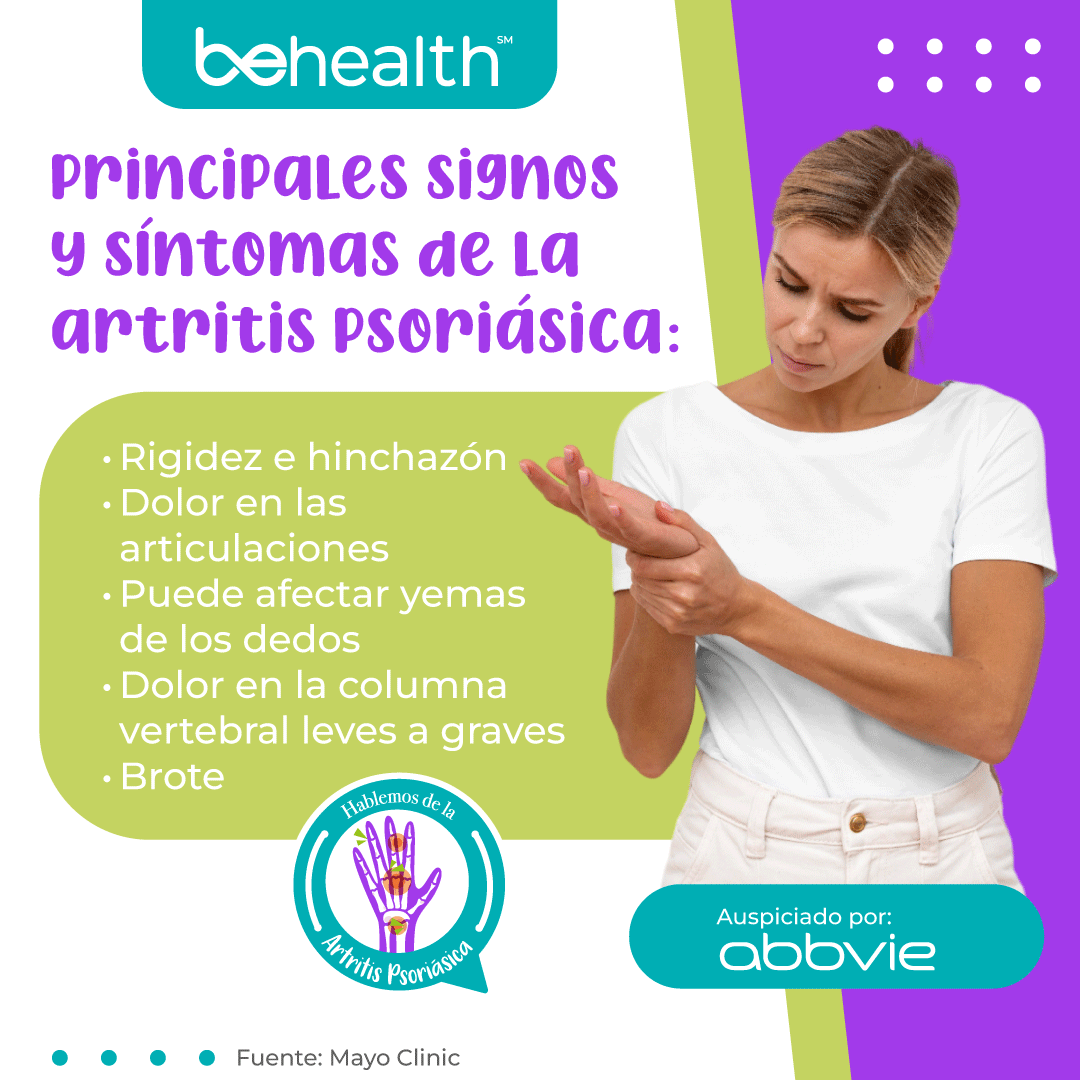 behealth℠
Principales signos
y síntomas de la
artritis psoriásica:
• Rigidez e hinchazón
• Dolor en las
articulaciones
• Puede afectar yemas
de los dedos
• Dolor en la columna
vertebral leves a graves
• Brote
Hablemos de la
Artritis Psoriásica
Auspiciado por:
abbvie
Fuente: Mayo Clinic